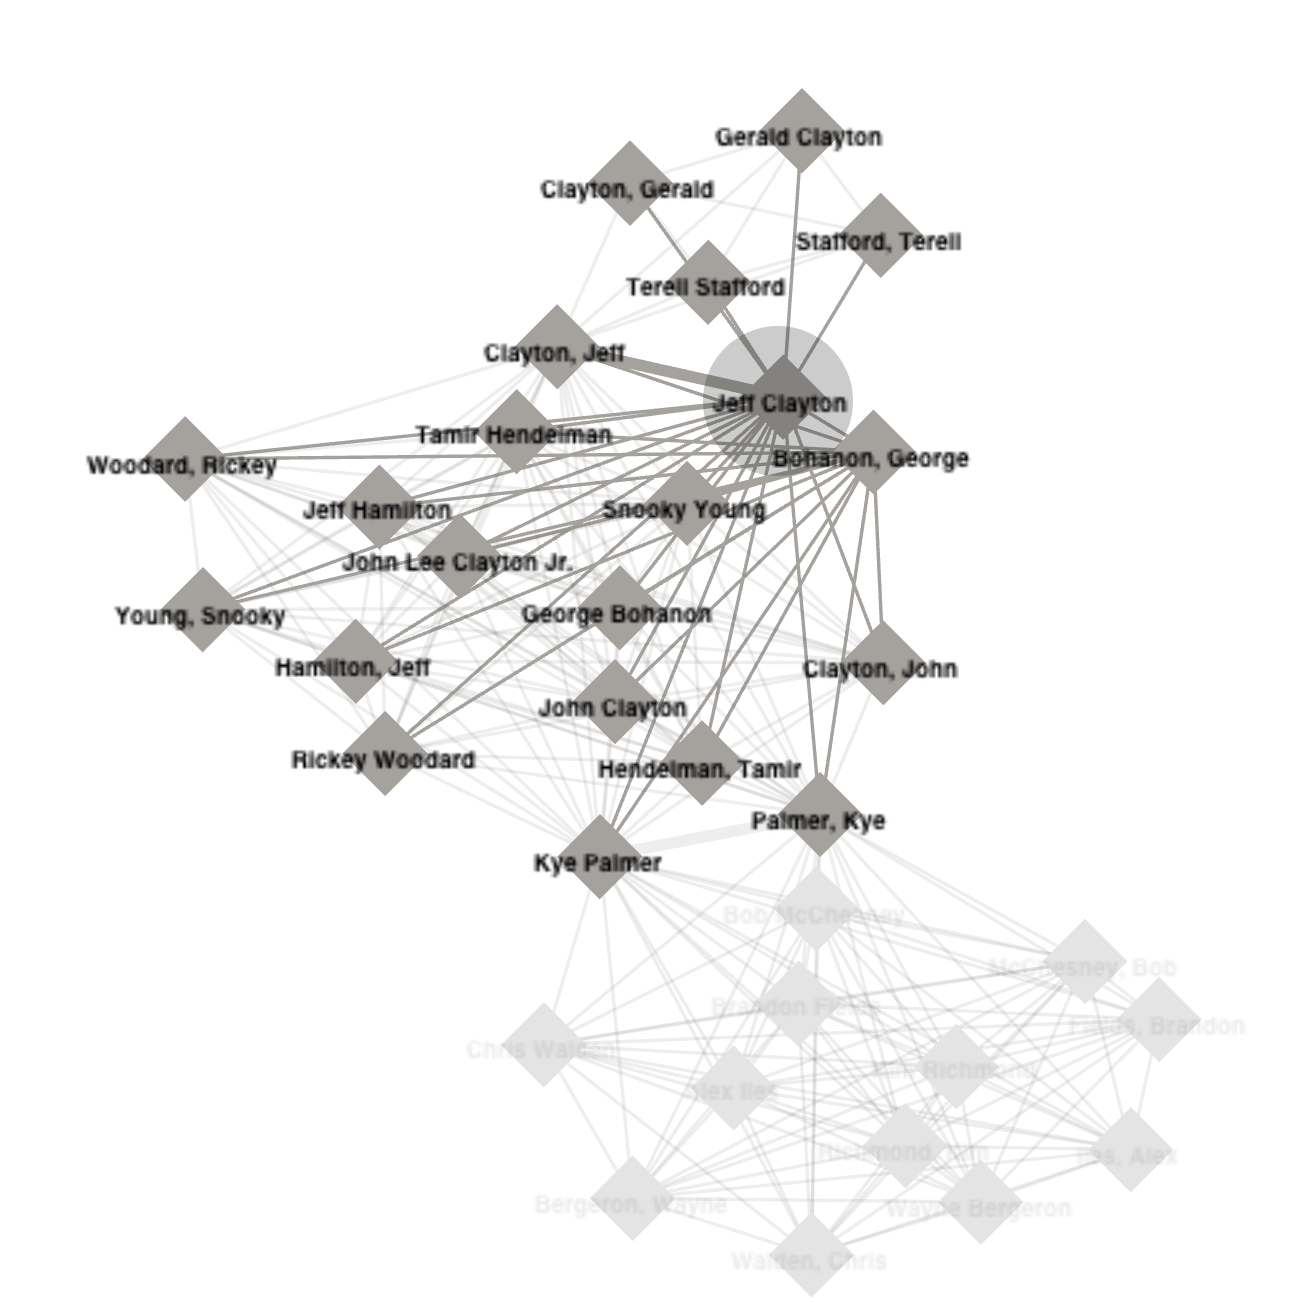 Gerald Clayton
Clayton, Gerald
Stafford, Terell
Terell Stafford
Clayton, Jeff
Jeff Clayton
Tamir Hendelman
Bohanon, George
Woodard, Rickey
Jeff Hamilton
Snooky Young
John Lee Clayton Jr.
Young, Snooky
George Bohanon
Hamilton, Jeff
Clayton, John
John Clayton
Rickey Woodard
Hendelman, Tamir
Palmer, Kye
Kye Palmer
Bob McChesney
McChesney, Bob
Brandon Fields
Fields, Brandon
Chris Walden
Richmond
Alex Iles
Richmond,
Iles, Alex
Bergeron, Wayne
Wayne Bergeron
Walden, Chris